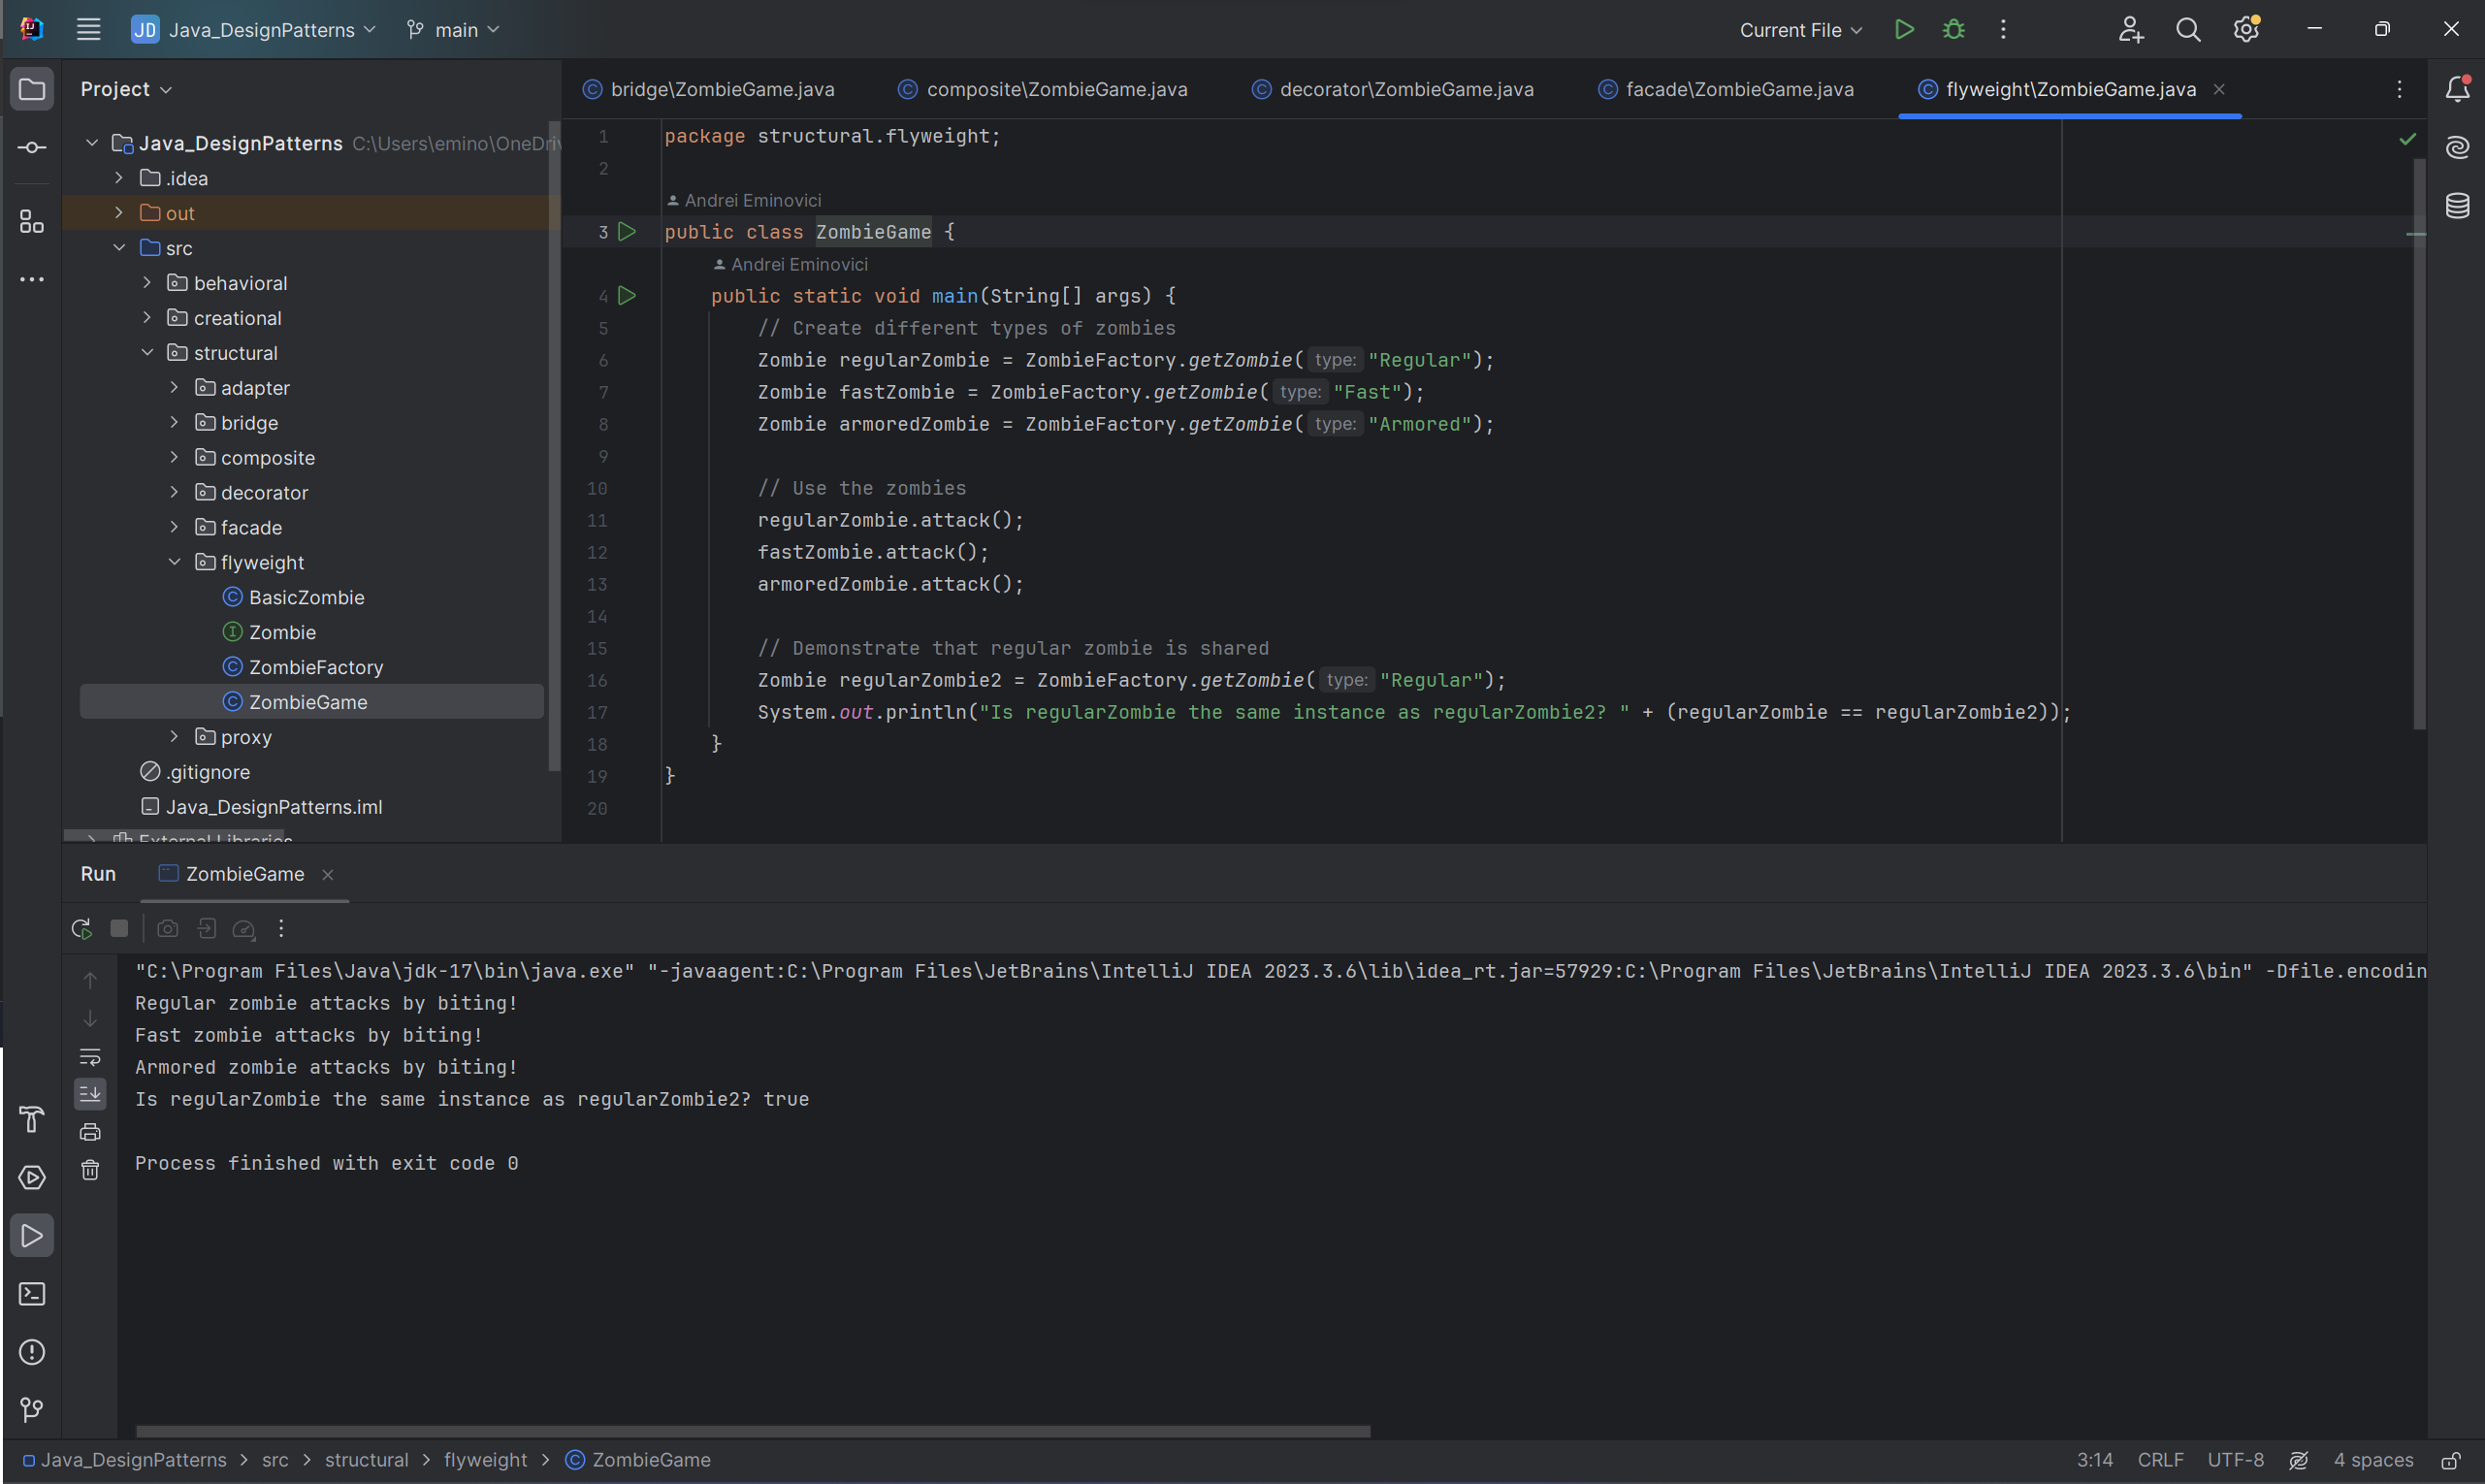 JD Java_DesignPatterns main Current File
Project
bridge\ZombieGame.java composite\ZombieGame.java decorator\ZombieGame.java facade\ZombieGame.java flyweight\ZombieGame.java
Java_DesignPatterns C:\Users\emino\OneDri
.idea
out
src
behavioral
creational
structural
adapter
bridge
composite
decorator
facade
flyweight
BasicZombie
Zombie
ZombieFactory
ZombieGame
proxy
.gitignore
Java_DesignPatterns.iml
External Libraries
1 package structural.flyweight;
2
Andrei Eminovici
3 public class ZombieGame {
Andrei Eminovici
4 public static void main(String[] args) {
5 // Create different types of zombies
6 Zombie regularZombie = ZombieFactory.getZombie( type: "Regular");
7 Zombie fastZombie = ZombieFactory.getZombie( type: "Fast");
8 Zombie armoredZombie = ZombieFactory.getZombie( type: "Armored");
9
10 // Use the zombies
11 regularZombie.attack();
12 fastZombie.attack();
13 armoredZombie.attack();
14
15 // Demonstrate that regular zombie is shared
16 Zombie regularZombie2 = ZombieFactory.getZombie( type: "Regular");
17 System.out.println("Is regularZombie the same instance as regularZombie2? " + (regularZombie == regularZombie2));
18 }
19 }
20
Run ZombieGame
"C:\Program Files\Java\jdk-17\bin\java.exe" "-javaagent:C:\Program Files\JetBrains\IntelliJ IDEA 2023.3.6\lib\idea_rt.jar=57929:C:\Program Files\JetBrains\IntelliJ IDEA 2023.3.6\bin" -Dfile.encodin
Regular zombie attacks by biting!
Fast zombie attacks by biting!
Armored zombie attacks by biting!
Is regularZombie the same instance as regularZombie2? true
Process finished with exit code 0
Java_DesignPatterns > src > structural > flyweight > ZombieGame 3:14 CRLF UTF-8 4 spaces